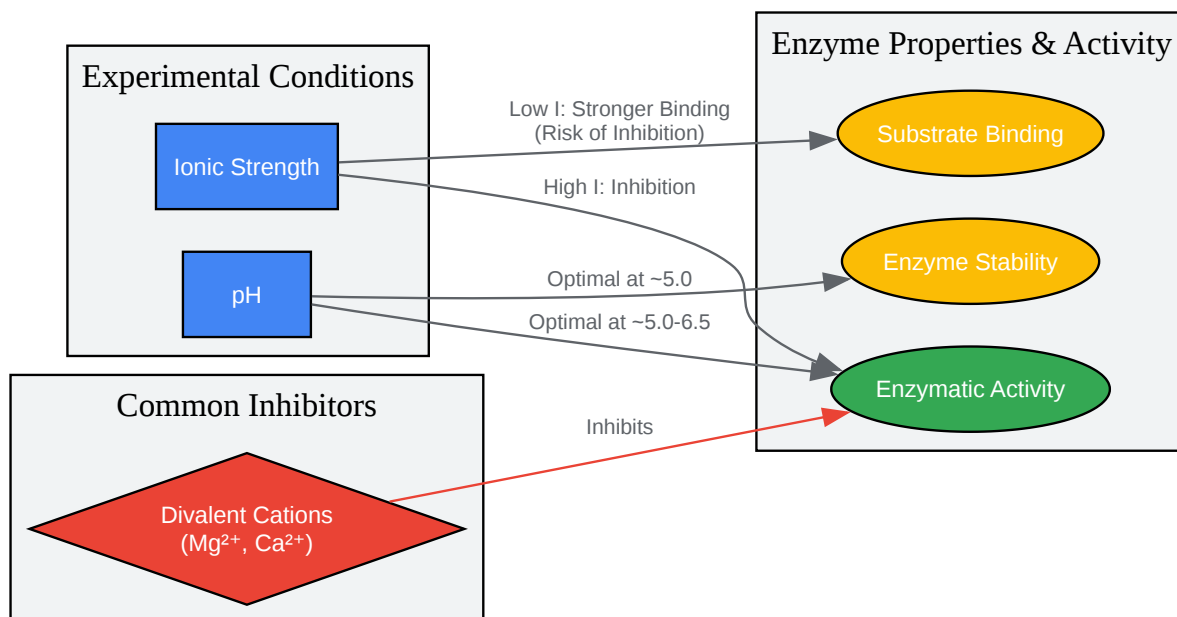 Experimental Conditions
Ionic Strength
pH
Common Inhibitors
Divalent Cations
(Mg²⁺, Ca²⁺)
Low I: Stronger Binding
(Risk of Inhibition)
High I: Inhibition
Optimal at ~5.0
Optimal at ~5.0-6.5
Inhibits
Enzyme Properties & Activity
Substrate Binding
Enzyme Stability
Enzymatic Activity